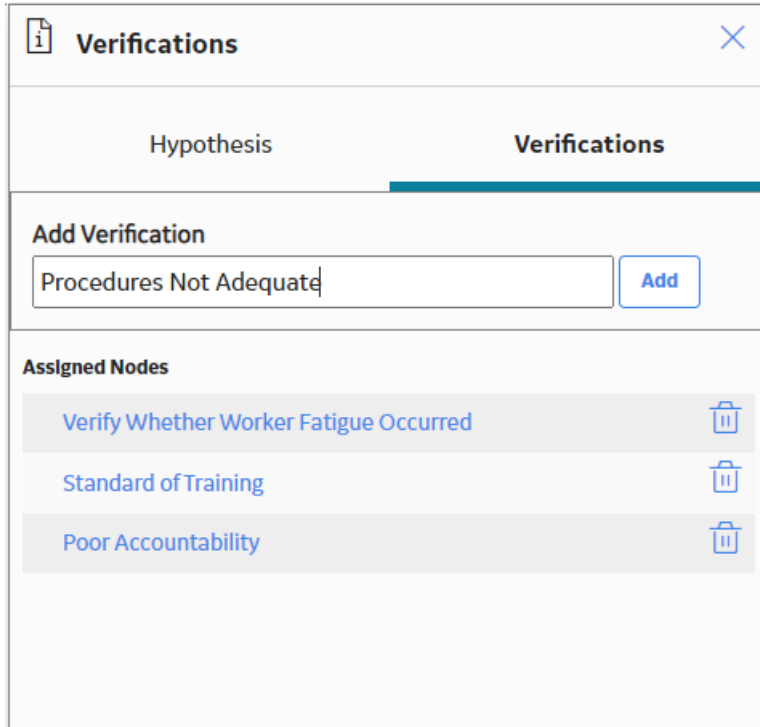 Verifications
Hypothesis Verifications
Add Verification
Procedures Not Adequate Add
Assigned Nodes
Verify Whether Worker Fatigue Occurred
Standard of Training
Poor Accountability